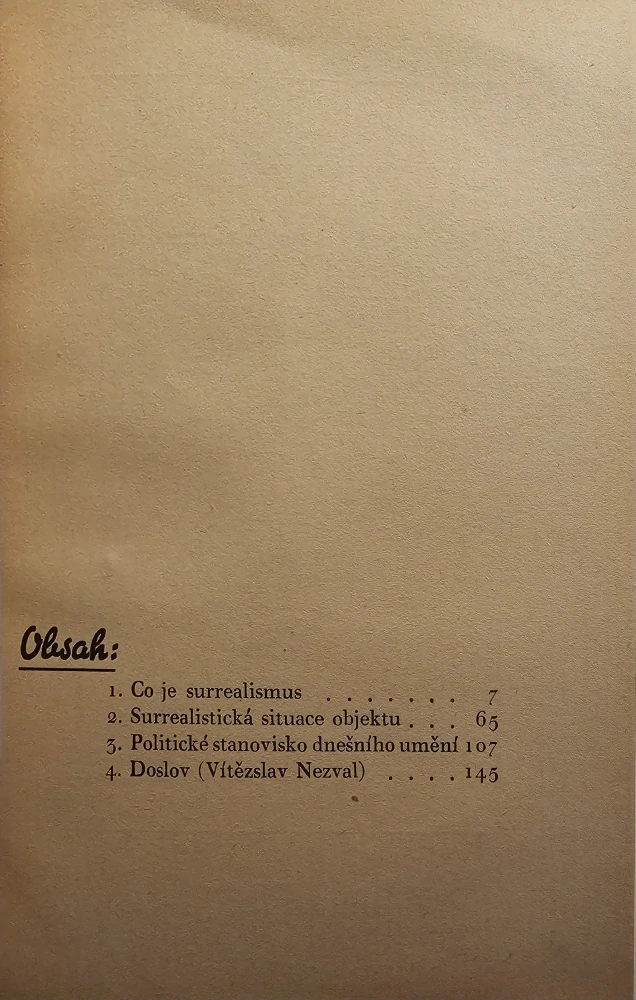 Obsah:
1. Co je surrealismus . . . . . . . 7
2. Surrealistická situace objektu . . . 65
3. Politické stanovisko dnešního umění 107
4. Doslov (Vítězslav Nezval) . . . . 145